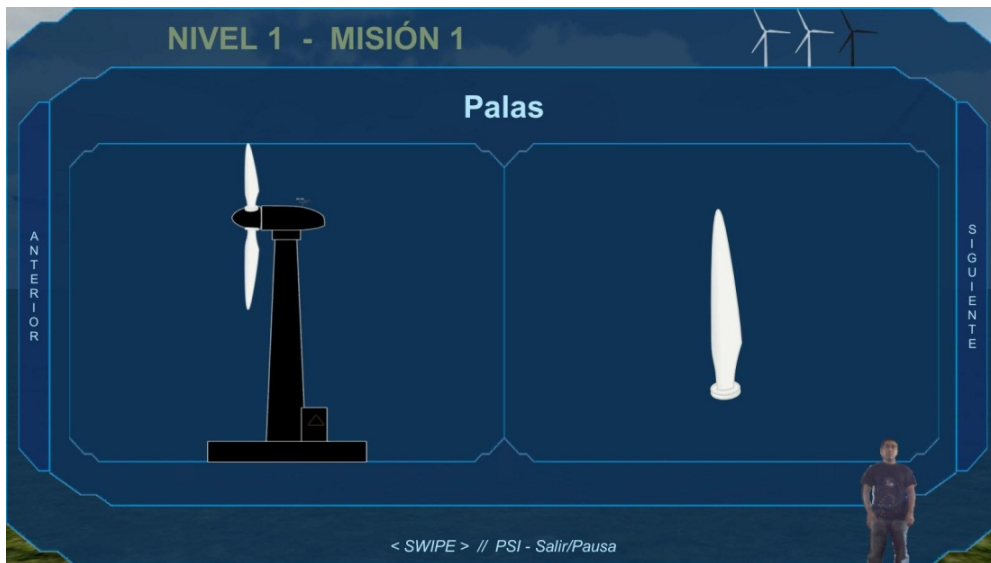 NIVEL 1 - MISIÓN 1
Palas
ANTERIOR
SIGUIENTE
< SWIPE > // PSI - Salir/Pausa